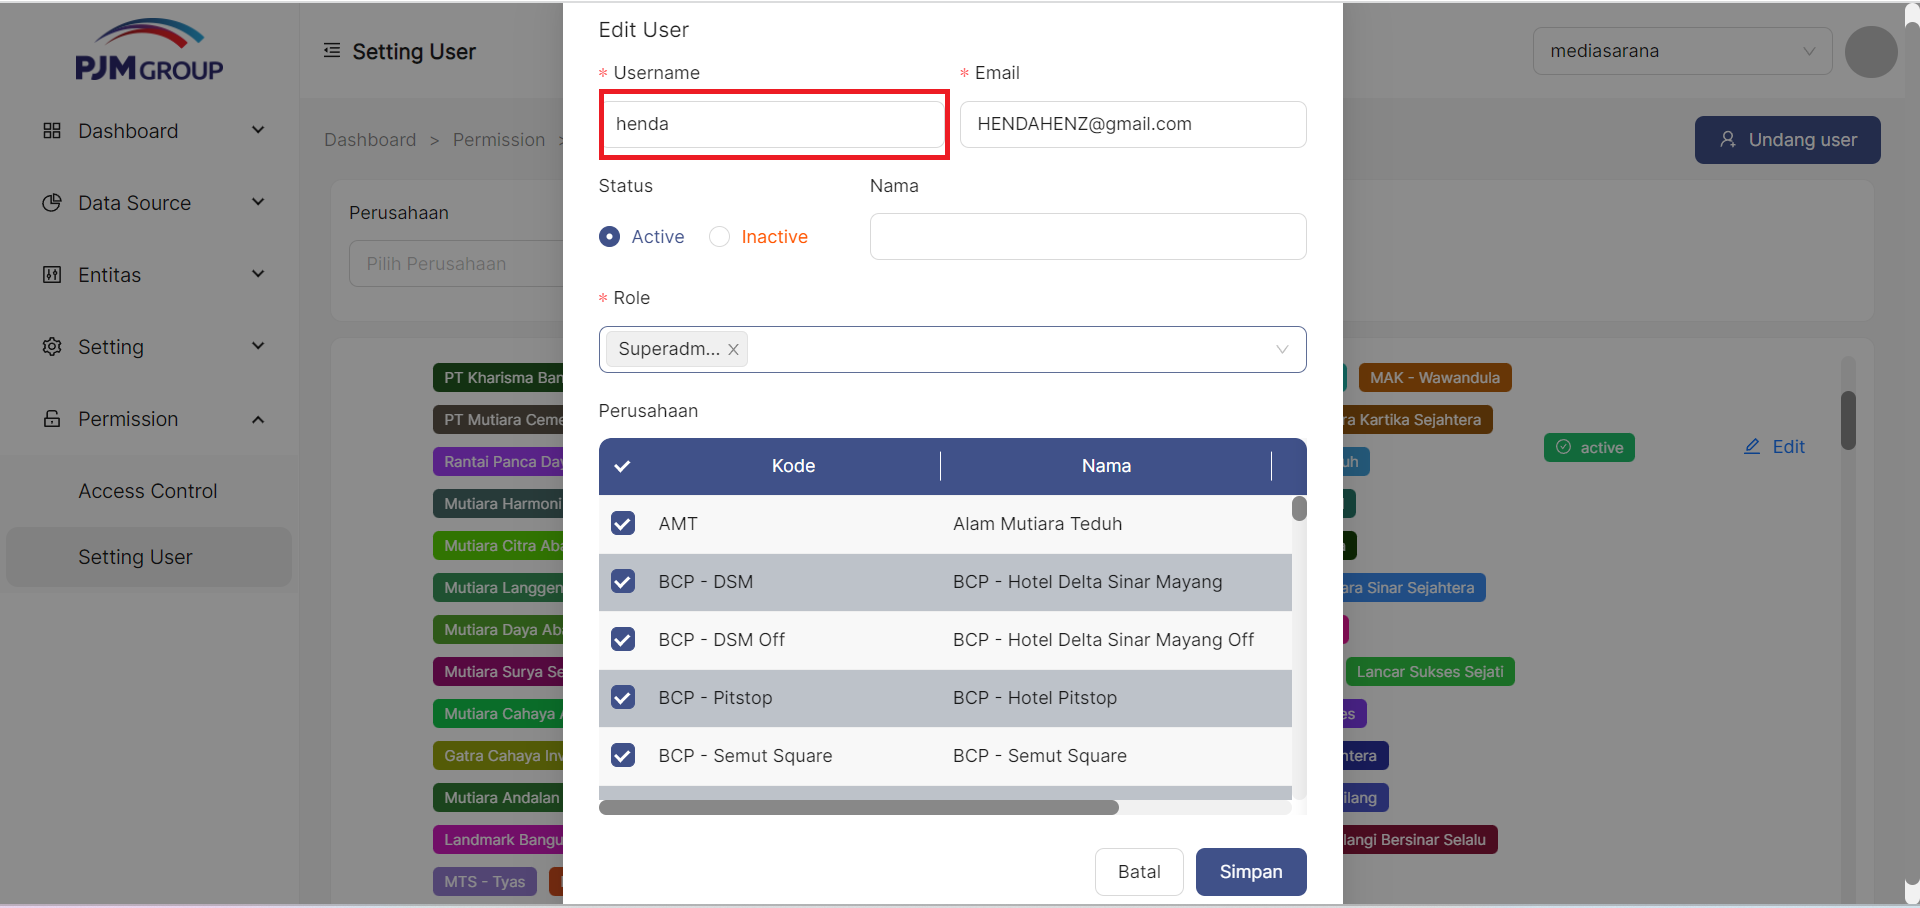 PJM GROUP
Dashboard
Data Source
Entitas
Setting
Permission
Access Control
Setting User
Setting User
mediasarana
Dashboard > Permission >
Undang user
Perusahaan
Pilih Perusahaan
Edit User
* Username
henda
* Email
HENDAHENZ@gmail.com
Status
Active
Inactive
Nama
* Role
Superadm...
Perusahaan
Kode Nama
AMT Alam Mutiara Teduh
BCP - DSM BCP - Hotel Delta Sinar Mayang
BCP - DSM Off BCP - Hotel Delta Sinar Mayang Off
BCP - Pitstop BCP - Hotel Pitstop
BCP - Semut Square BCP - Semut Square
Batal
Simpan
PT Kharisma Ban
PT Mutiara Ceme
Rantai Panca Day
Mutiara Harmoni
Mutiara Citra Aba
Mutiara Langgen
Mutiara Daya Aba
Mutiara Surya Se
Mutiara Cahaya
Gatra Cahaya Inv
Mutiara Andalan
Landmark Bangu
MTS - Tyas
MAK - Wawandula
ra Kartika Sejahtera
uh
ara Sinar Sejahtera
Lancar Sukses Sejati
es
ntera
ilang
langi Bersinar Selalu
active
Edit